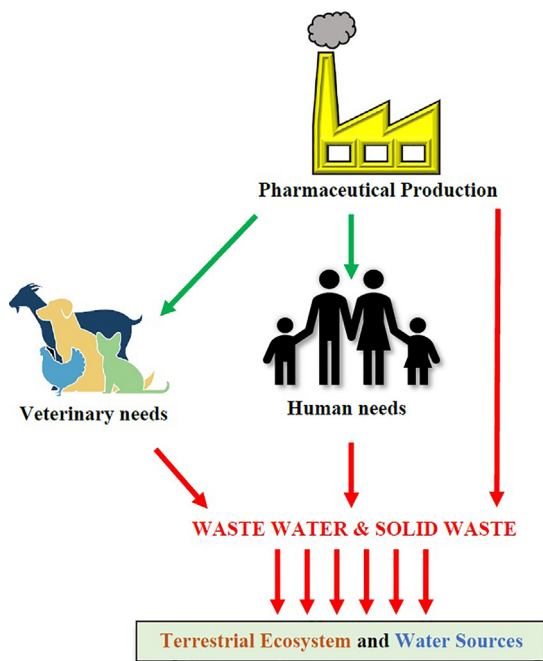 Pharmaceutical Production
Veterinary needs
Human needs
WASTE WATER & SOLID WASTE
Terrestrial Ecosystem and Water Sources